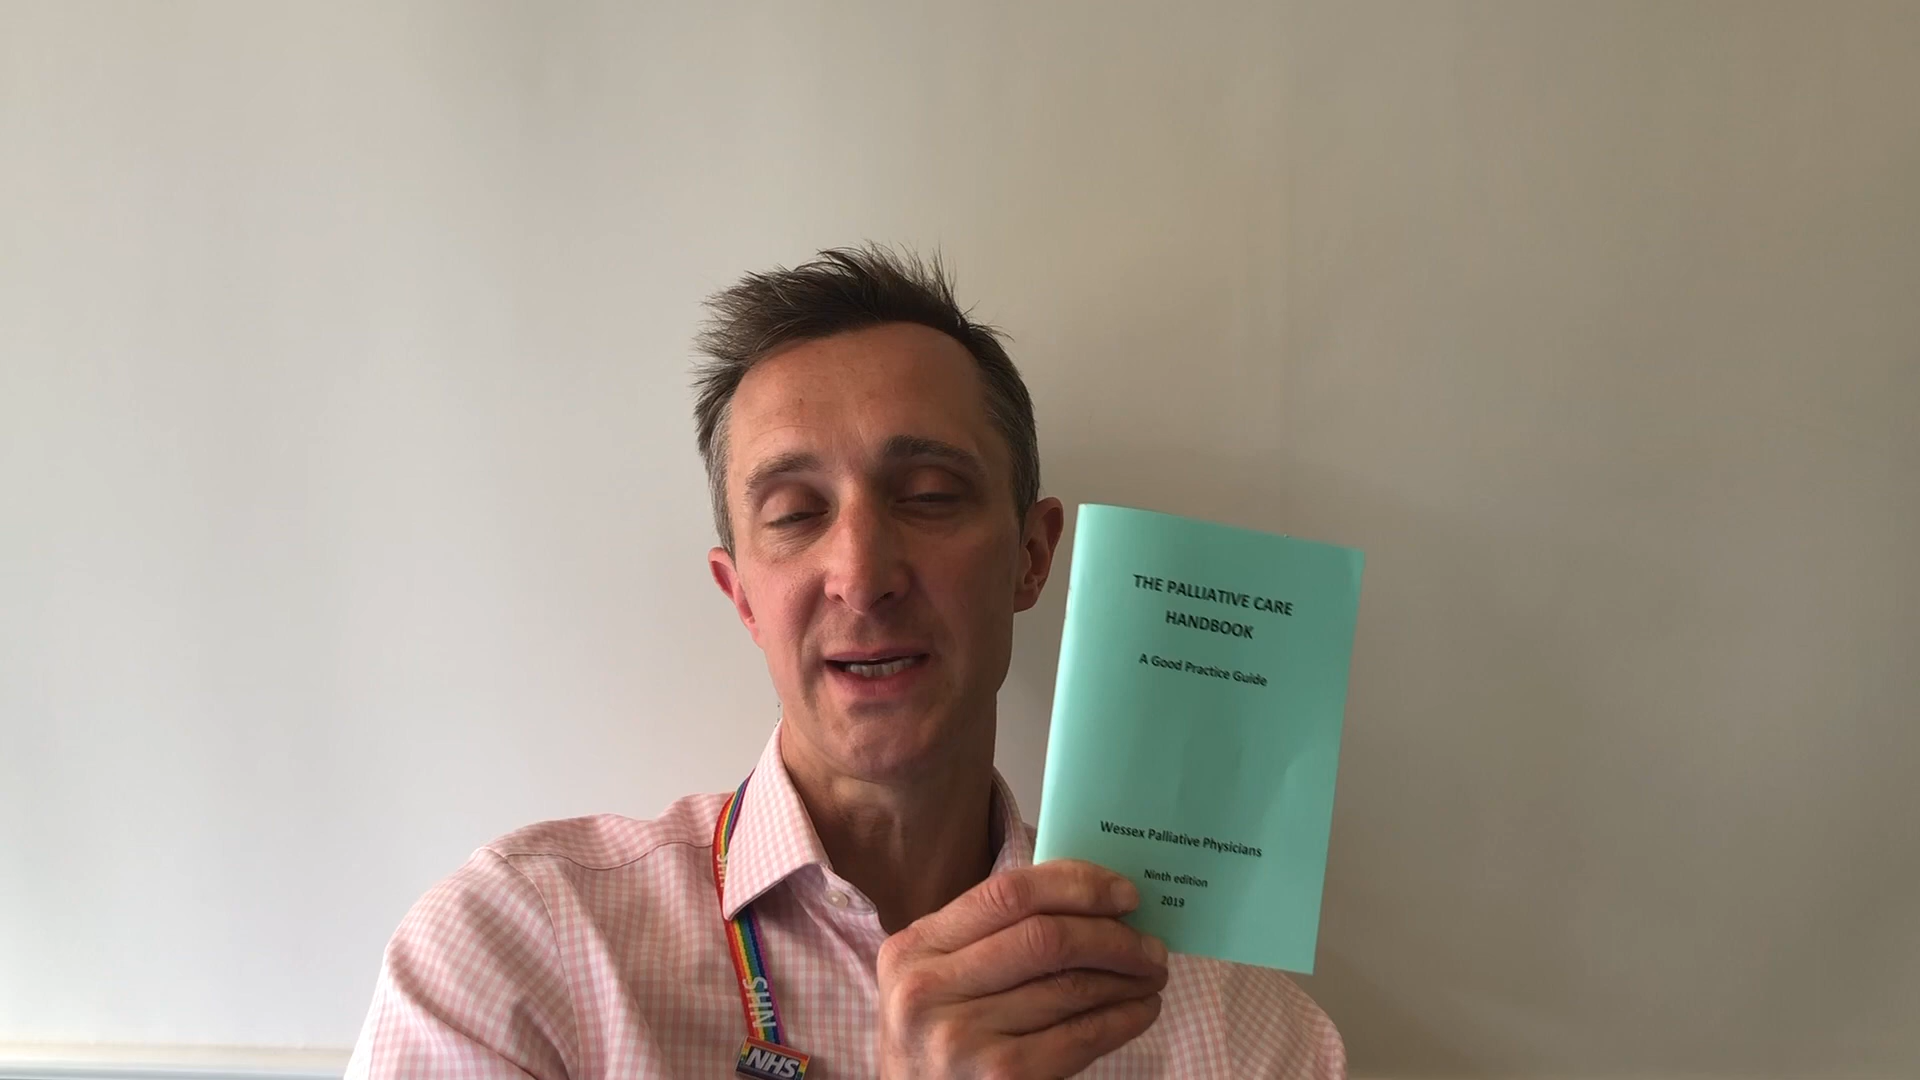 THE PALLIATIVE CARE
HANDBOOK
A Good Practice Guide
Wessex Palliative Physicians
Ninth edition
2019
NHS
NHS